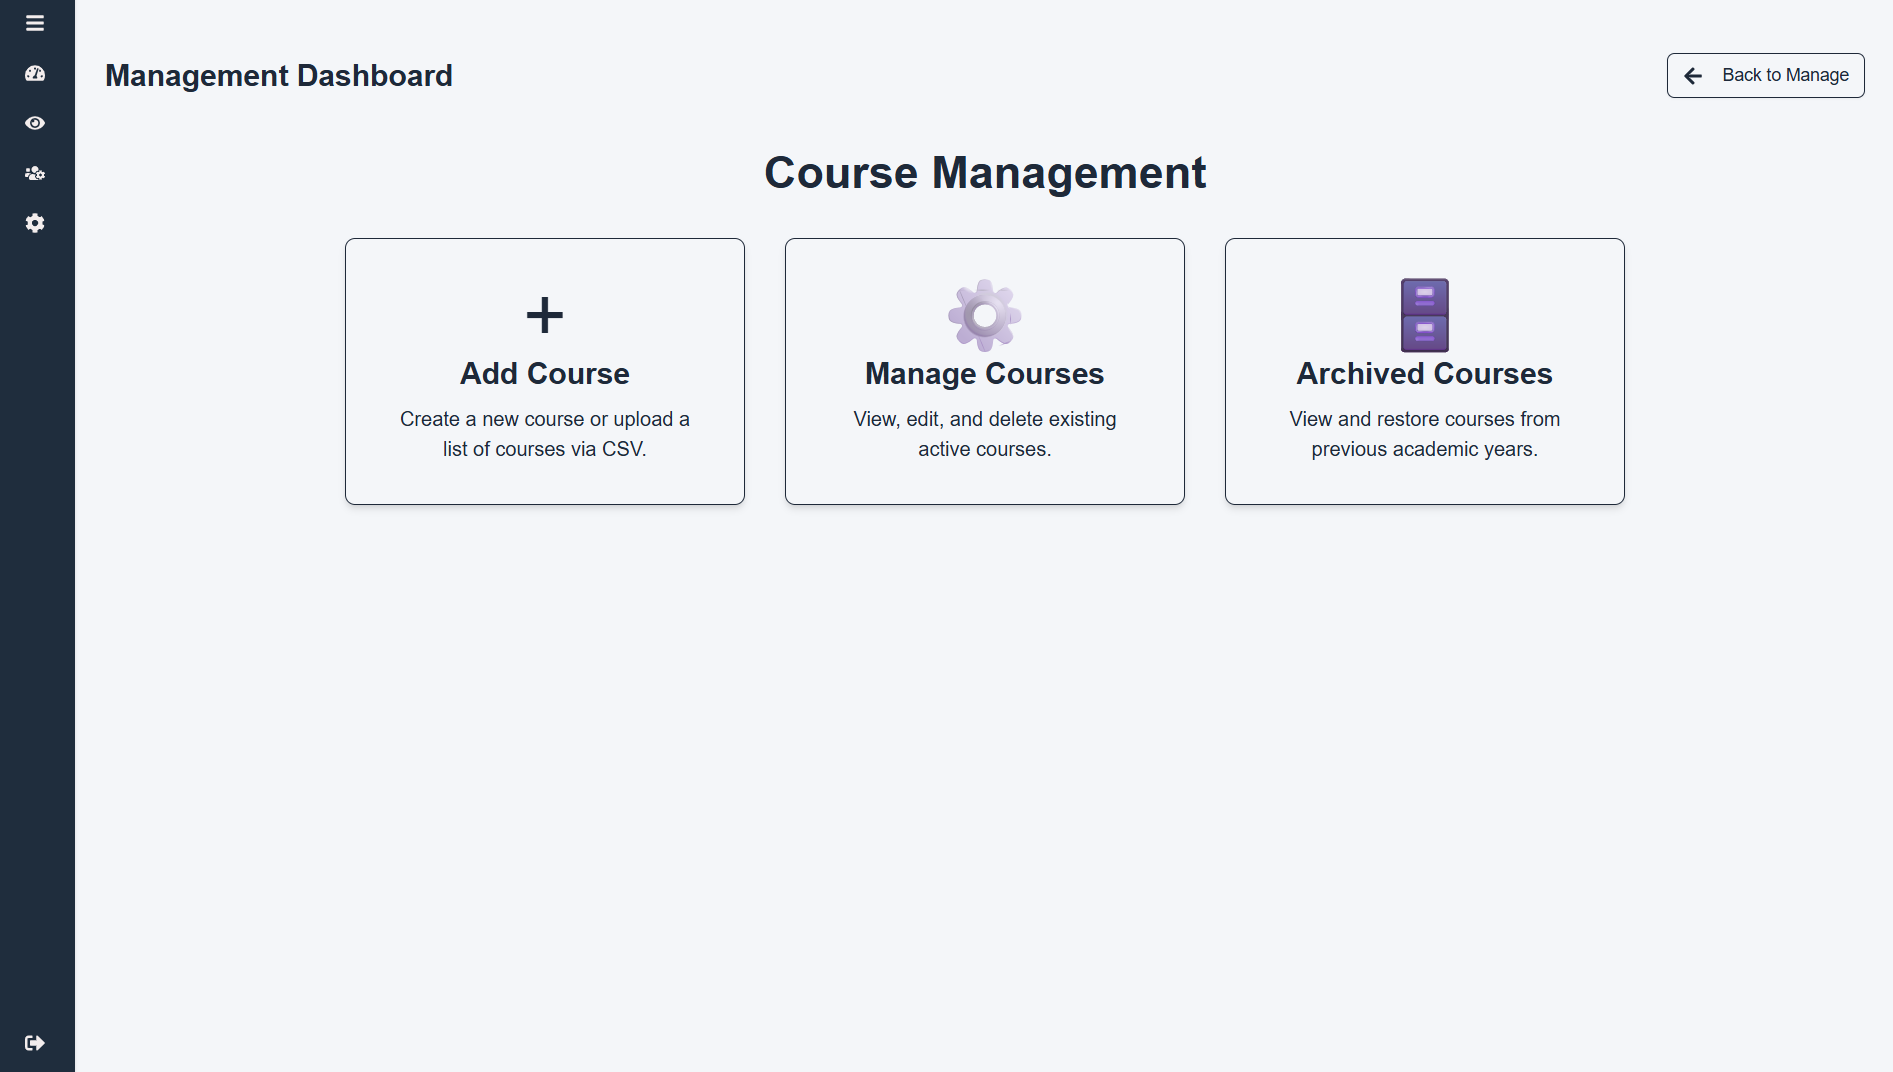 Management Dashboard
Back to Manage
Course Management
Add Course
Create a new course or upload a
list of courses via CSV.
Manage Courses
View, edit, and delete existing
active courses.
Archived Courses
View and restore courses from
previous academic years.